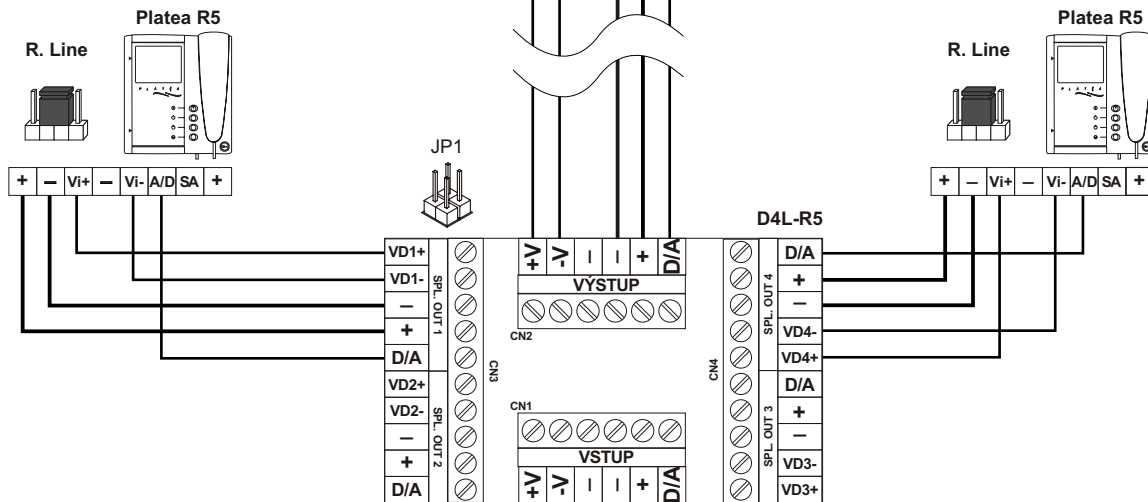 Platea R5
R. Line
P L A T E A
+ – Vi+ – Vi- A/D SA +
JP1
Platea R5
R. Line
P L A T E A
+ – Vi+ – Vi- A/D SA +
D4L-R5
VD1+
VD1-
–
+
D/A
SPL. OUT 1
VD2+
VD2-
–
+
D/A
SPL. OUT 2
CN3
+V -V – – + D/A
VÝSTUP
CN2
CN1
VSTUP
+V -V – – + D/A
CN4
D/A
+
–
VD4-
VD4+
SPL. OUT 4
D/A
+
–
VD3-
VD3+
SPL. OUT 3